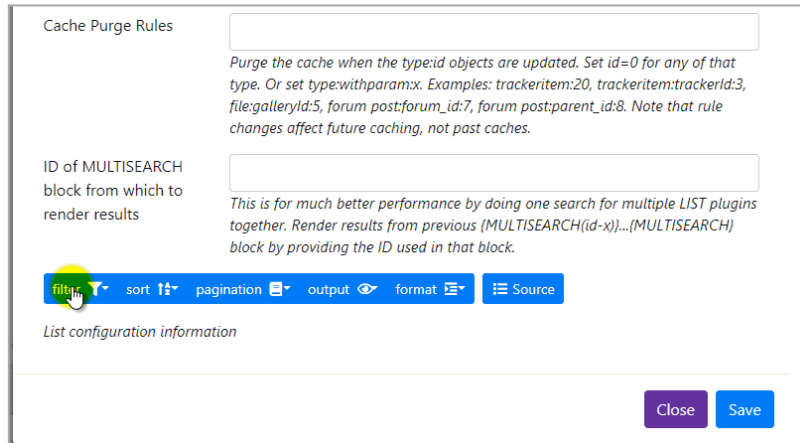 Cache Purge Rules
Purge the cache when the type:id objects are updated. Set id=0 for any of that
type. Or set type:withparam:x. Examples: trackeritem:20, trackeritem:trackerId:3,
file:galleryId:5, forum post:forum_id:7, forum post:parent_id:8. Note that rule
changes affect future caching, not past caches.
ID of MULTISEARCH
block from which to
render results
This is for much better performance by doing one search for multiple LIST plugins
together. Render results from previous {MULTISEARCH(id-x)}...{MULTISEARCH}
block by providing the ID used in that block.
filter sort pagination output format Source
List configuration information
Close Save